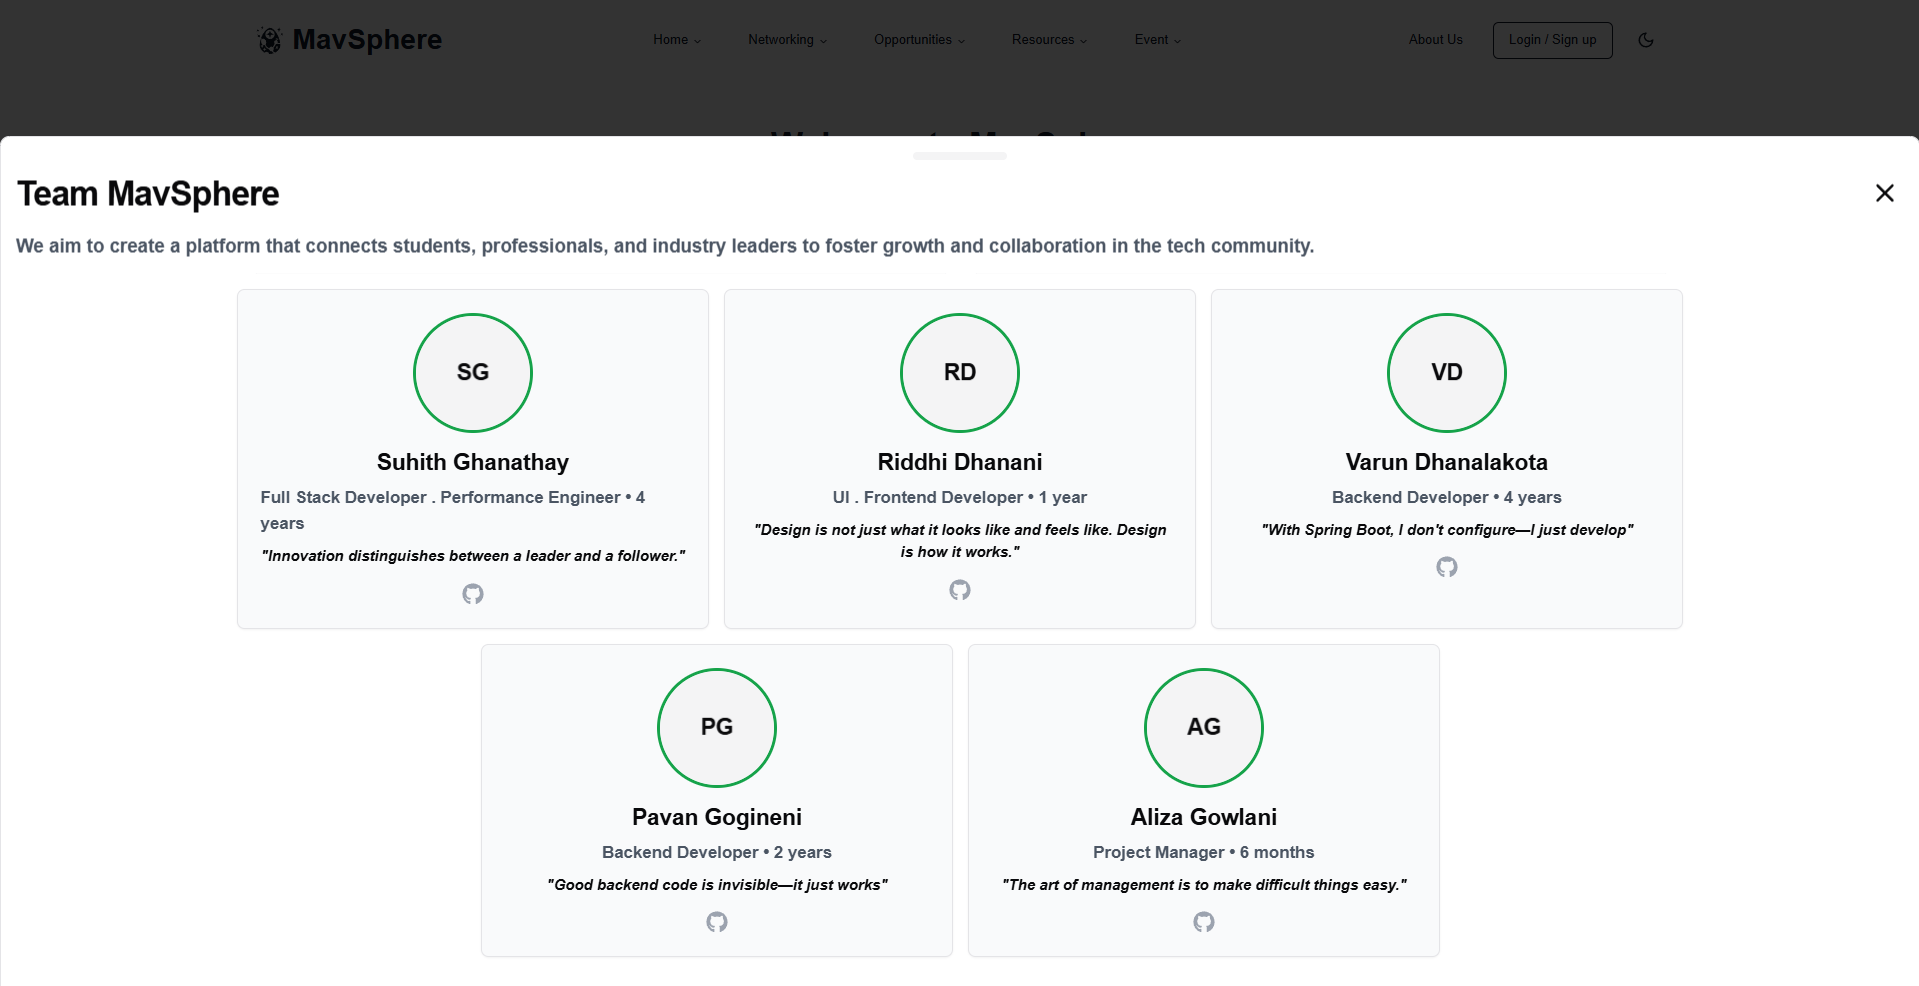 MavSphere
Home
Networking
Opportunities
Resources
Event
About Us
Login / Sign up
Team MavSphere
We aim to create a platform that connects students, professionals, and industry leaders to foster growth and collaboration in the tech community.
SG
Suhith Ghanathay
Full Stack Developer . Performance Engineer • 4
years
"Innovation distinguishes between a leader and a follower."
RD
Riddhi Dhanani
UI . Frontend Developer • 1 year
"Design is not just what it looks like and feels like. Design
is how it works."
VD
Varun Dhanalakota
Backend Developer • 4 years
"With Spring Boot, I don't configure—I just develop"
PG
Pavan Gogineni
Backend Developer • 2 years
"Good backend code is invisible—it just works"
AG
Aliza Gowlani
Project Manager • 6 months
"The art of management is to make difficult things easy."